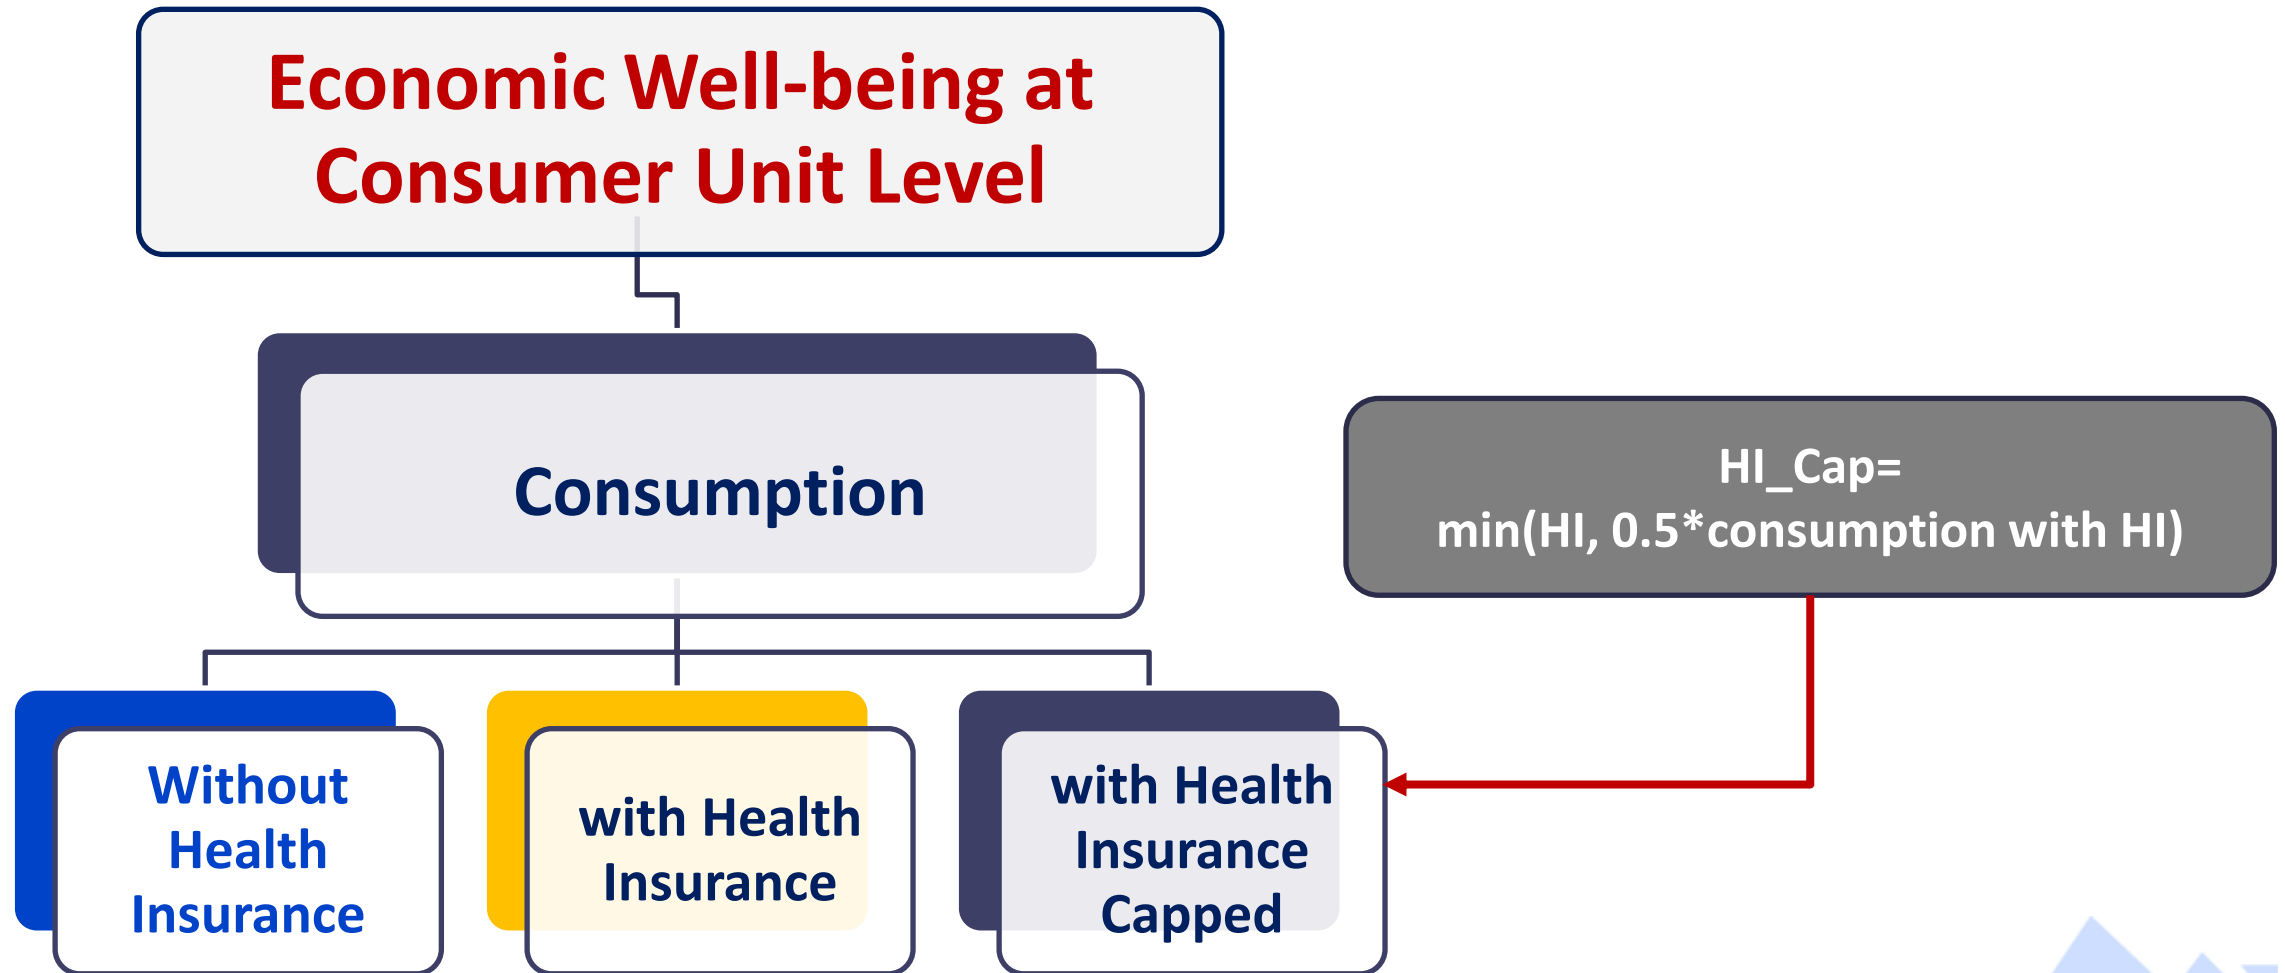 Economic Well-being at
Consumer Unit Level
Consumption
HI_Cap=
min(HI, 0.5*consumption with HI)
Without
Health
Insurance
with Health
Insurance
with Health
Insurance
Capped